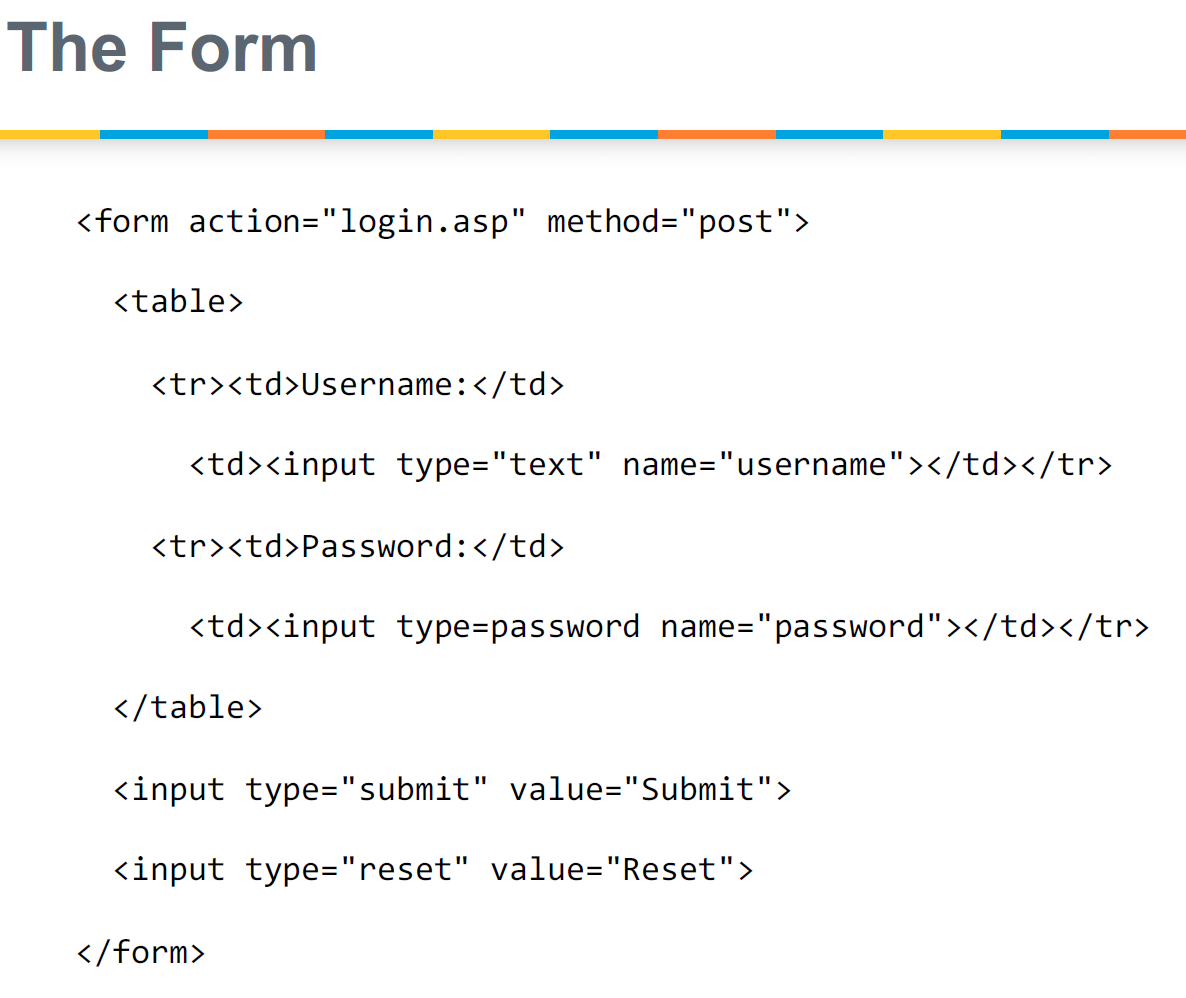 The Form
<form action="login.asp" method="post">
<table>
<tr><td>Username:</td>
<td><input type="text" name="username"></td></tr>
<tr><td>Password:</td>
<td><input type=password name="password"></td></tr>
</table>
<input type="submit" value="Submit">
<input type="reset" value="Reset">
</form>